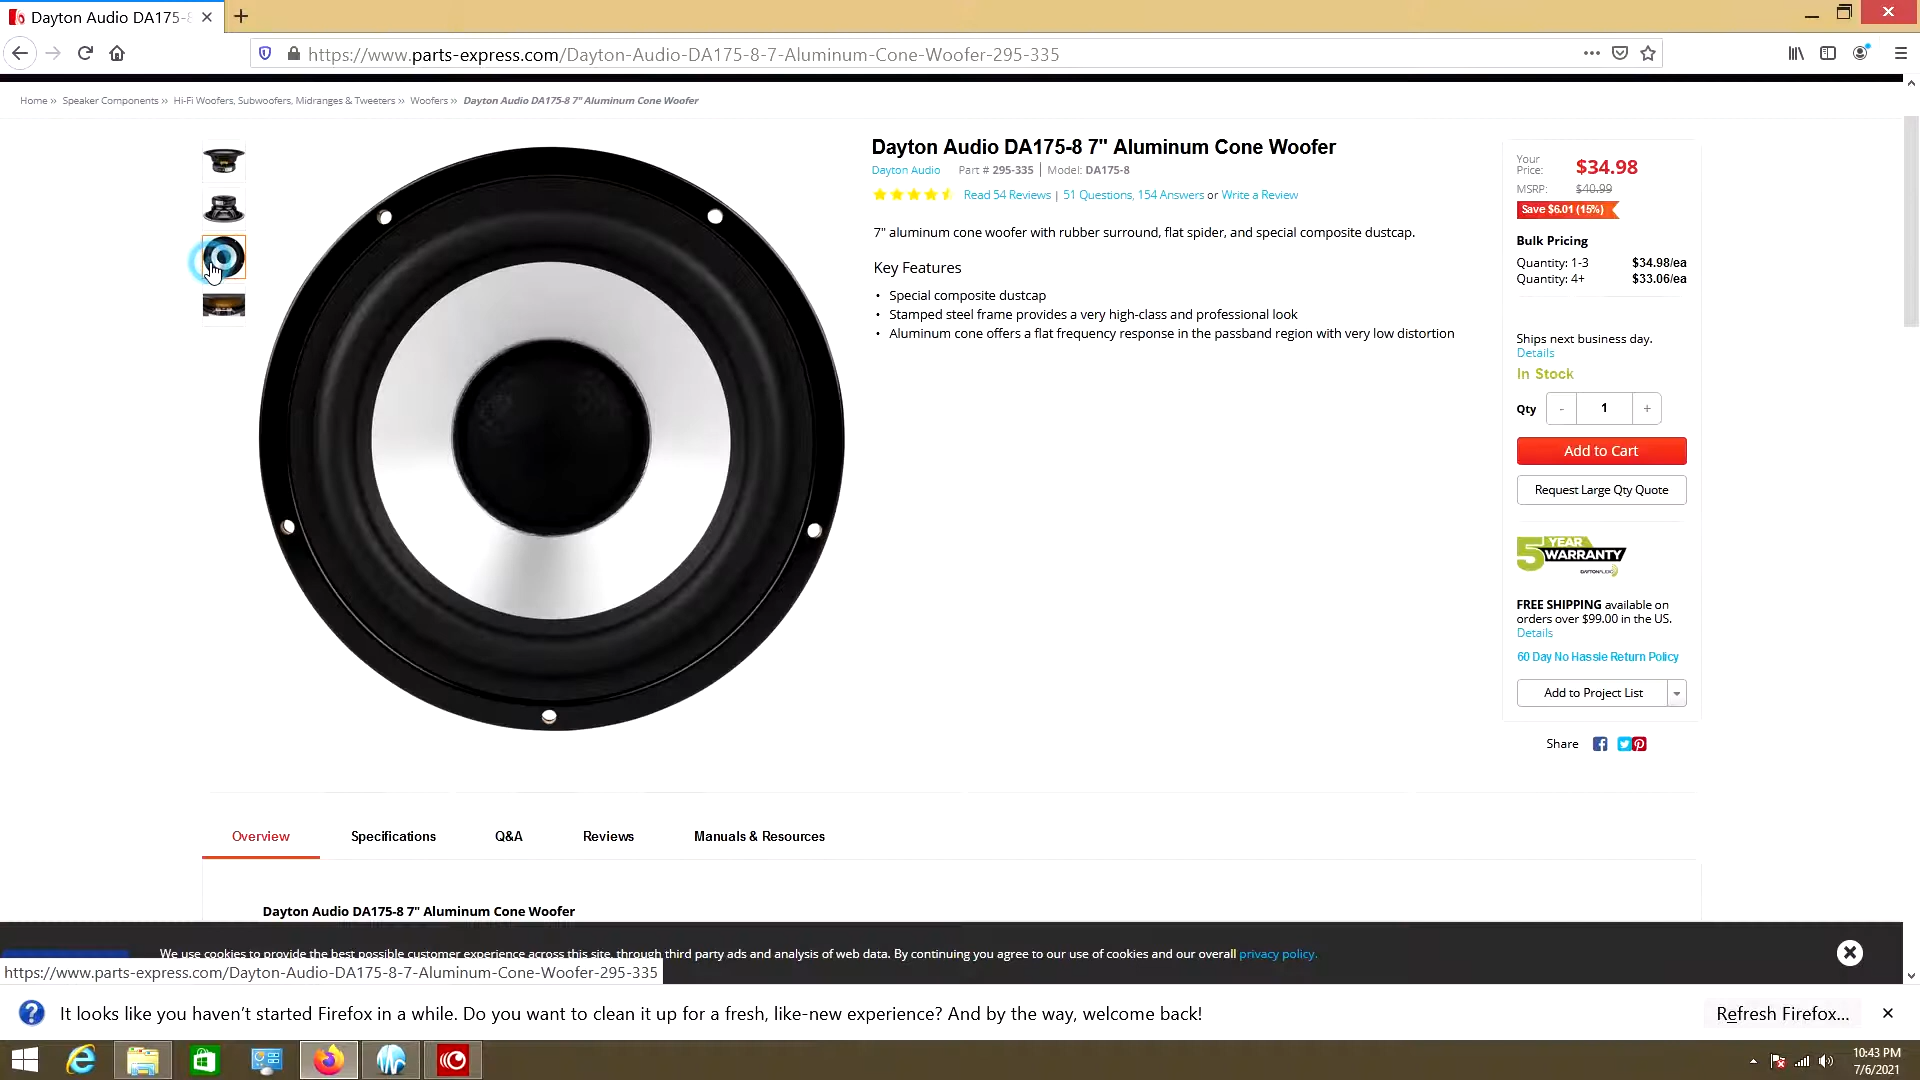 Dayton Audio DA175-8
https://www.parts-express.com/Dayton-Audio-DA175-8-7-Aluminum-Cone-Woofer-295-335
Home » Speaker Components » Hi-Fi Woofers, Subwoofers, Midranges & Tweeters » Woofers » Dayton Audio DA175-8 7" Aluminum Cone Woofer
Dayton Audio DA175-8 7" Aluminum Cone Woofer
Dayton Audio Part # 295-335 | Model: DA175-8
Read 54 Reviews | 51 Questions, 154 Answers or Write a Review
7" aluminum cone woofer with rubber surround, flat spider, and special composite dustcap.
Key Features
• Special composite dustcap
• Stamped steel frame provides a very high-class and professional look
• Aluminum cone offers a flat frequency response in the passband region with very low distortion
Your Price: $34.98
MSRP: $40.99
Save $6.01 (15%)
Bulk Pricing
Quantity: 1-3 $34.98/ea
Quantity: 4+ $33.06/ea
Ships next business day.
Details
In Stock
Qty - 1 +
Add to Cart
Request Large Qty Quote
5 YEAR WARRANTY
DAYTON AUDIO
FREE SHIPPING available on
orders over $99.00 in the US.
Details
60 Day No Hassle Return Policy
Add to Project List
Share
Overview Specifications Q&A Reviews Manuals & Resources
Dayton Audio DA175-8 7" Aluminum Cone Woofer
We use cookies to provide the best possible customer experience across this site, through third party ads and analysis of web data. By continuing you agree to our use of cookies and our overall privacy policy.
https://www.parts-express.com/Dayton-Audio-DA175-8-7-Aluminum-Cone-Woofer-295-335
It looks like you haven't started Firefox in a while. Do you want to clean it up for a fresh, like-new experience? And by the way, welcome back! Refresh Firefox...
10:43 PM
7/6/2021